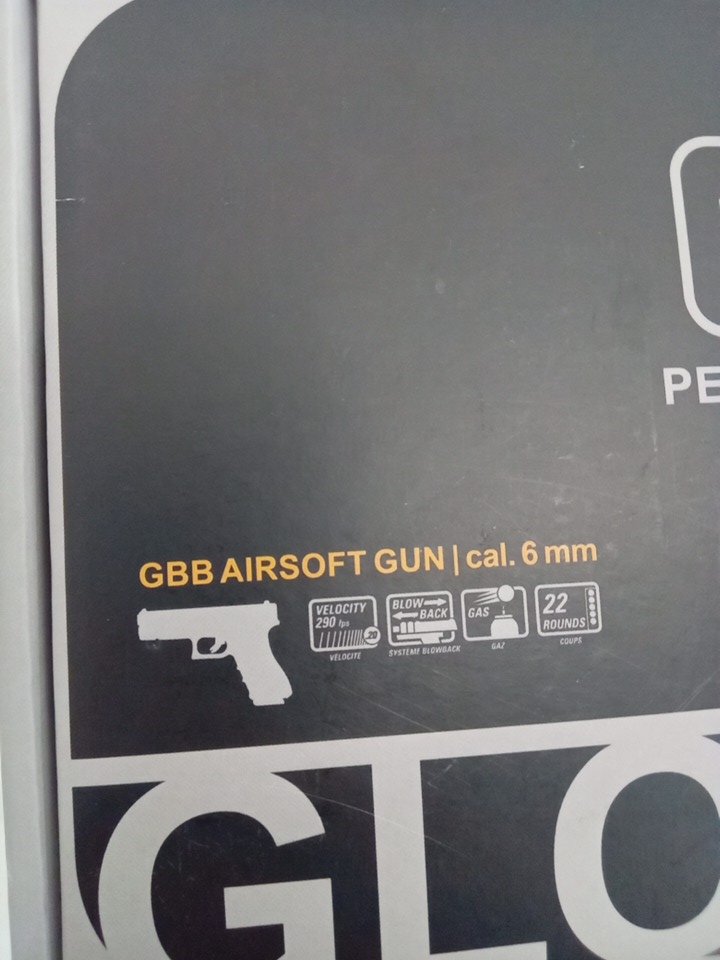 PE
GBB AIRSOFT GUN | cal. 6 mm
VELOCITY
290 fps
20
VELOCITE
BLOW
BACK
SYSTEME BLOWBACK
GAS
GAZ
22
ROUNDS
COUPS
GLO